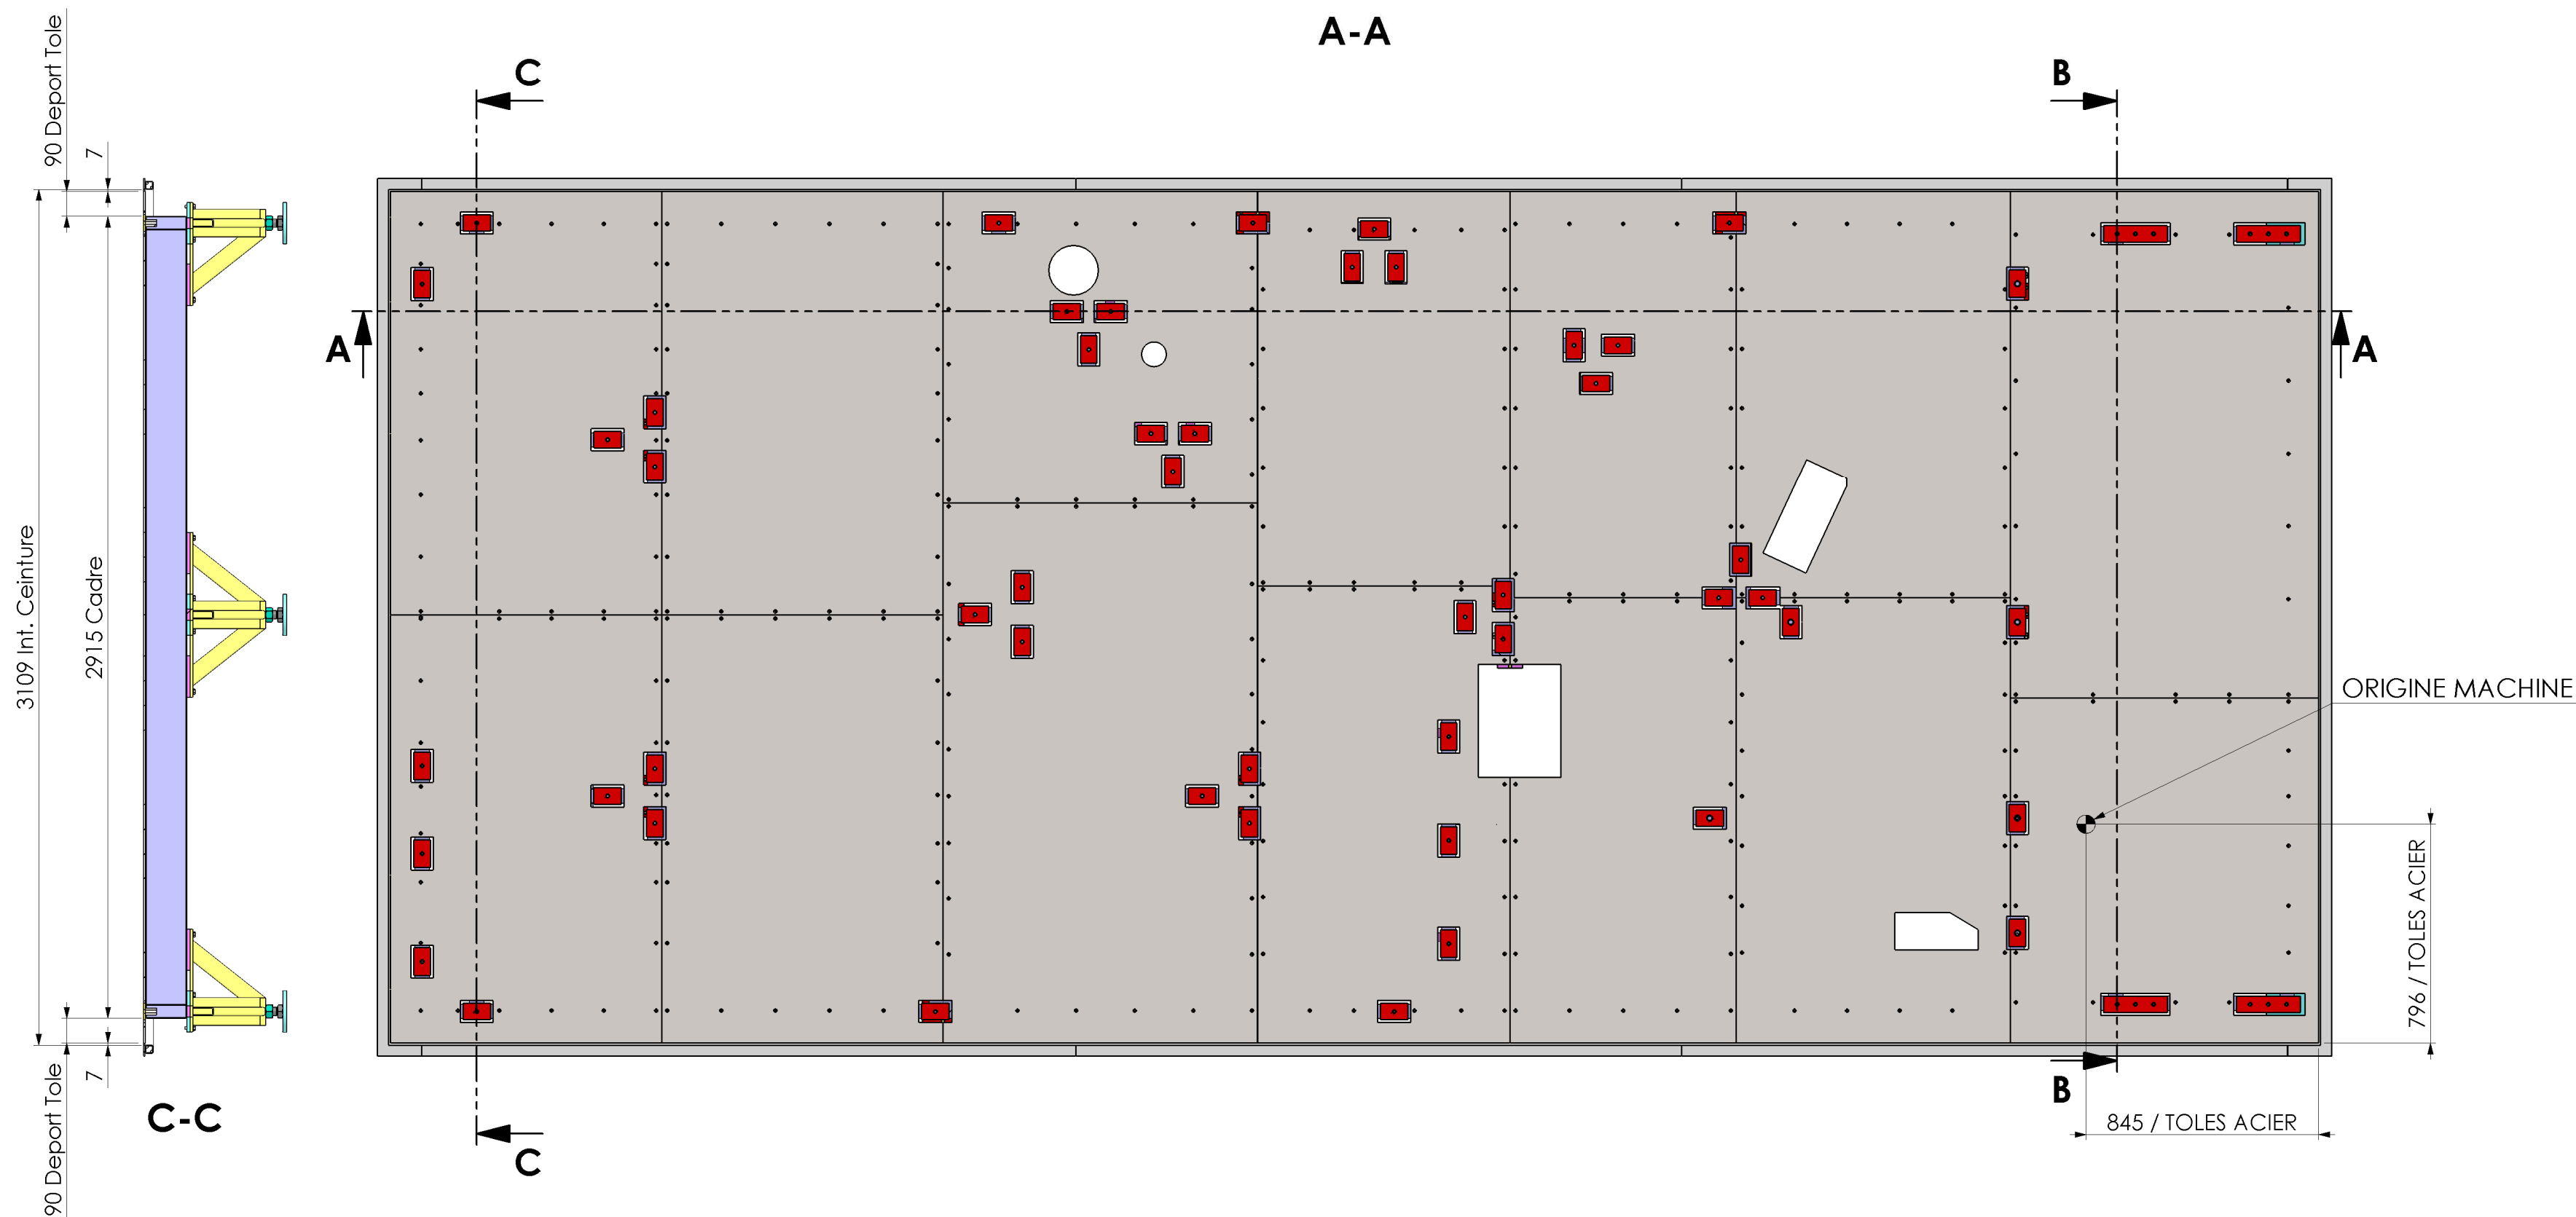 A-A
C
B
90 Deport Tole
7
A
A
3109 Int. Ceinture
2915 Cadre
ORIGINE MACHINE
796 / TOLES ACIER
90 Deport Tole
7
C-C
B
845 / TOLES ACIER
C